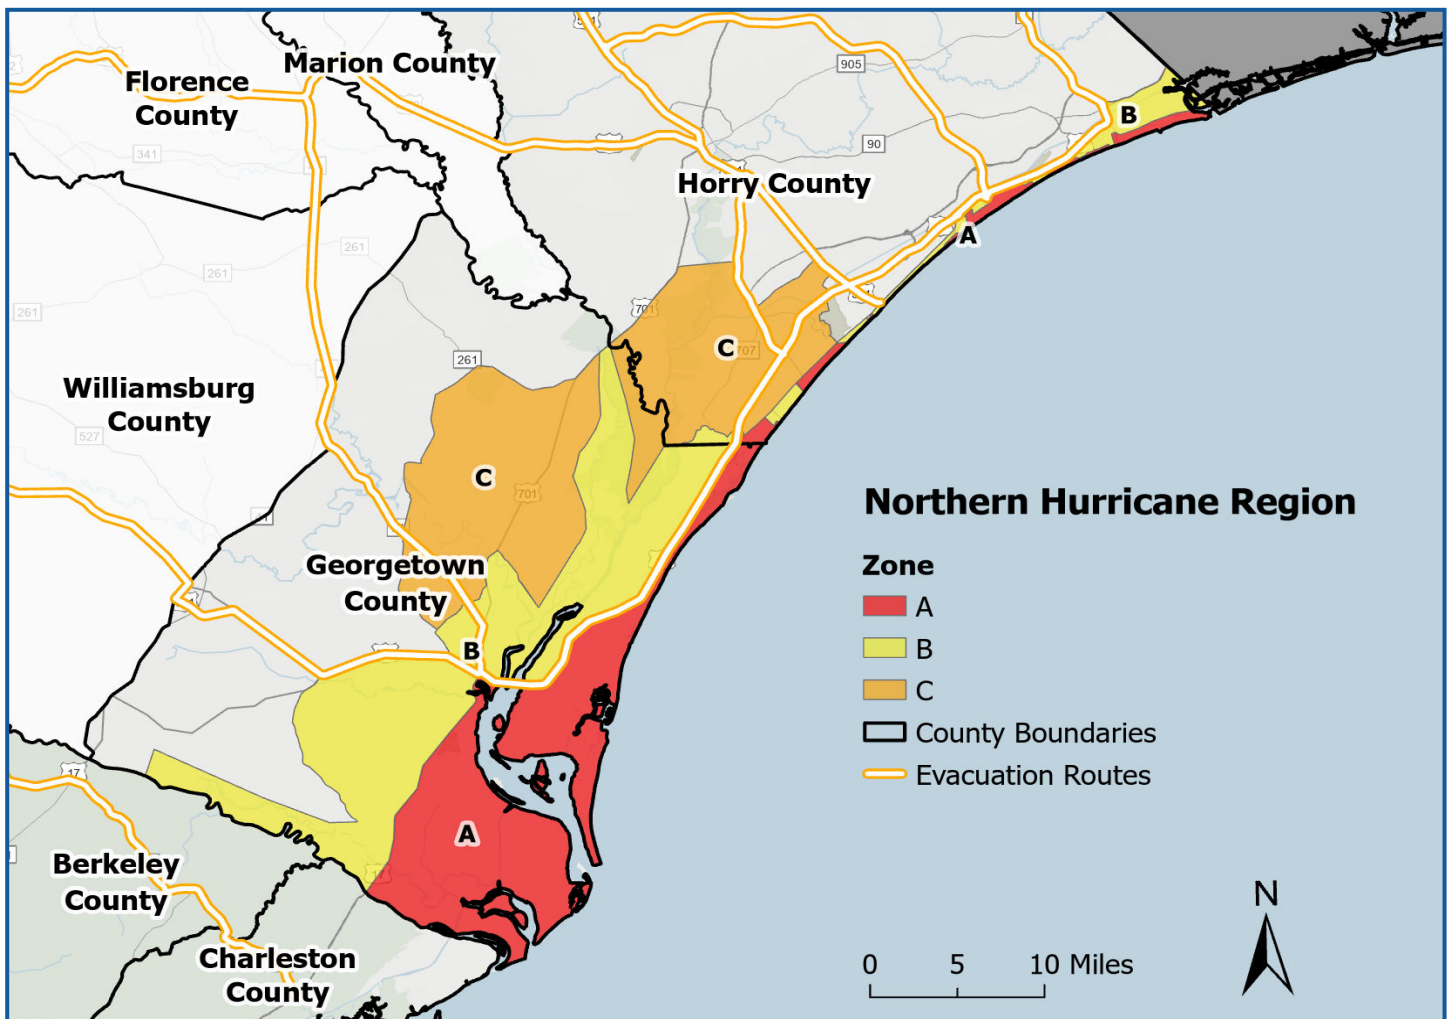 Marion County
Florence
County
905
B
341
90
Horry County
A
261
261
261
701
C
707
261
Williamsburg
County
527
C
701
Northern Hurricane Region
Zone
A
B
C
County Boundaries
Evacuation Routes
Georgetown
County
B
17
A
17
Berkeley
County
Charleston
County
N
0 5 10 Miles